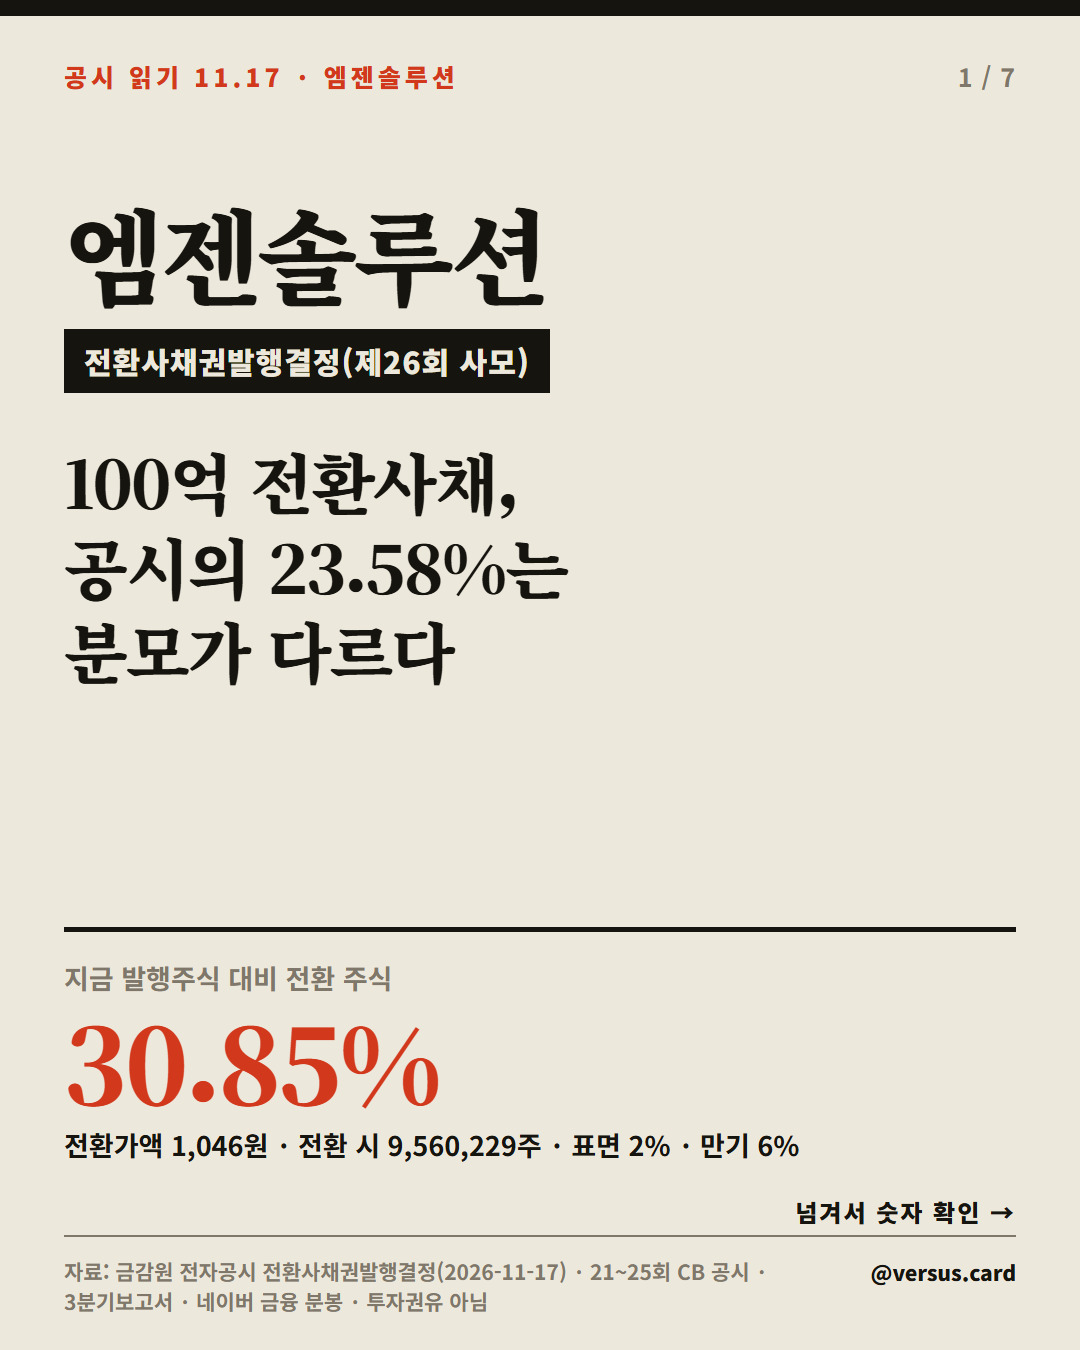 공시 읽기 11.17 · 엠젠솔루션
1 / 7
엠젠솔루션
전환사채권발행결정(제26회 사모)
100억 전환사채,
공시의 23.58%는
분모가 다르다
지금 발행주식 대비 전환 주식
30.85%
전환가액 1,046원 · 전환 시 9,560,229주 · 표면 2% · 만기 6%
넘겨서 숫자 확인 →
자료: 금감원 전자공시 전환사채권발행결정(2026-11-17) · 21~25회 CB 공시 ·
3분기보고서 · 네이버 금융 분봉 · 투자권유 아님
@versus.card